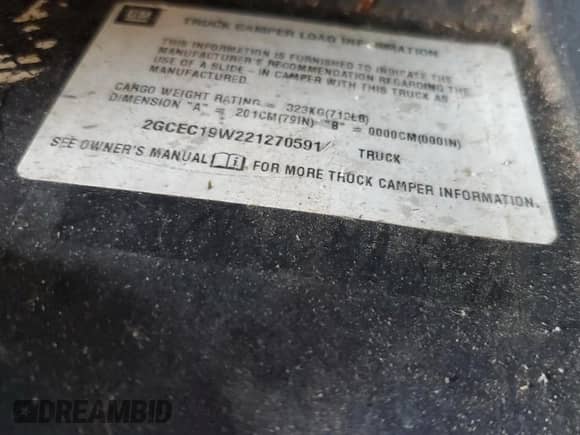 GM
TRUCK CAMPER LOAD INFORMATION
THIS INFORMATION IS FURNISHED TO INDICATE THE
MANUFACTURER'S RECOMMENDATION REGARDING THE
USE OF A SLIDE-IN CAMPER WITH THIS TRUCK AS
MANUFACTURED.
CARGO WEIGHT RATING = 323KG(712LB)
DIMENSION "A" = 201CM(79IN) "B" = 0000CM(000IN)
2GCEC19W221270591/ TRUCK
SEE OWNER'S MANUAL FOR MORE TRUCK CAMPER INFORMATION.
DREAMBID